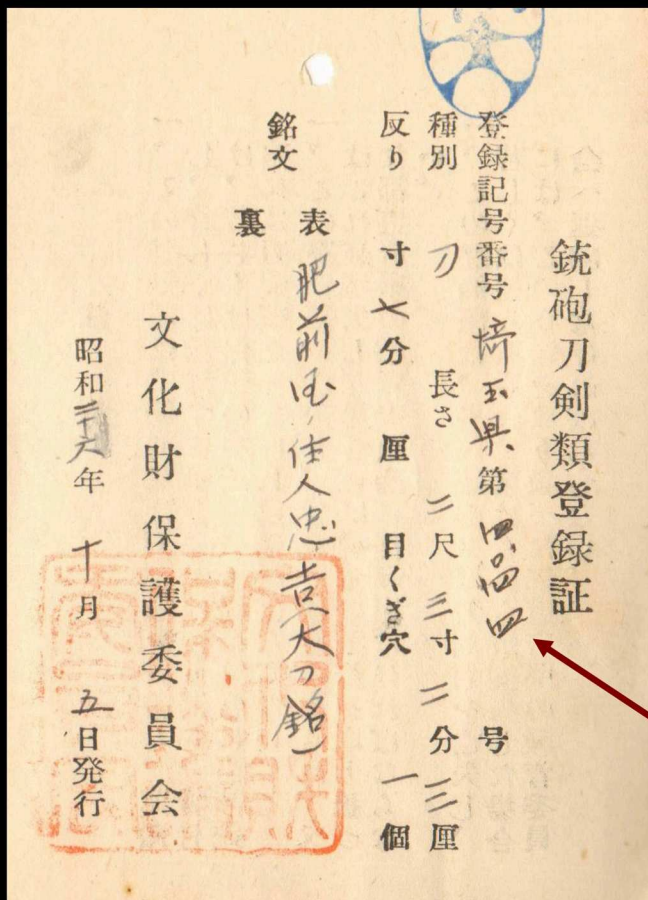 銃砲刀剣類登録証
登録記号番号 埼玉県第四〇四四号
種別 刀 長さ 二尺三寸二分三厘
反り 寸七分 厘 目くぎ穴 一個
銘文 表 肥前国住人忠吉(大刀銘)
裏
文化財保護委員会
昭和三十六年 十月 五日発行